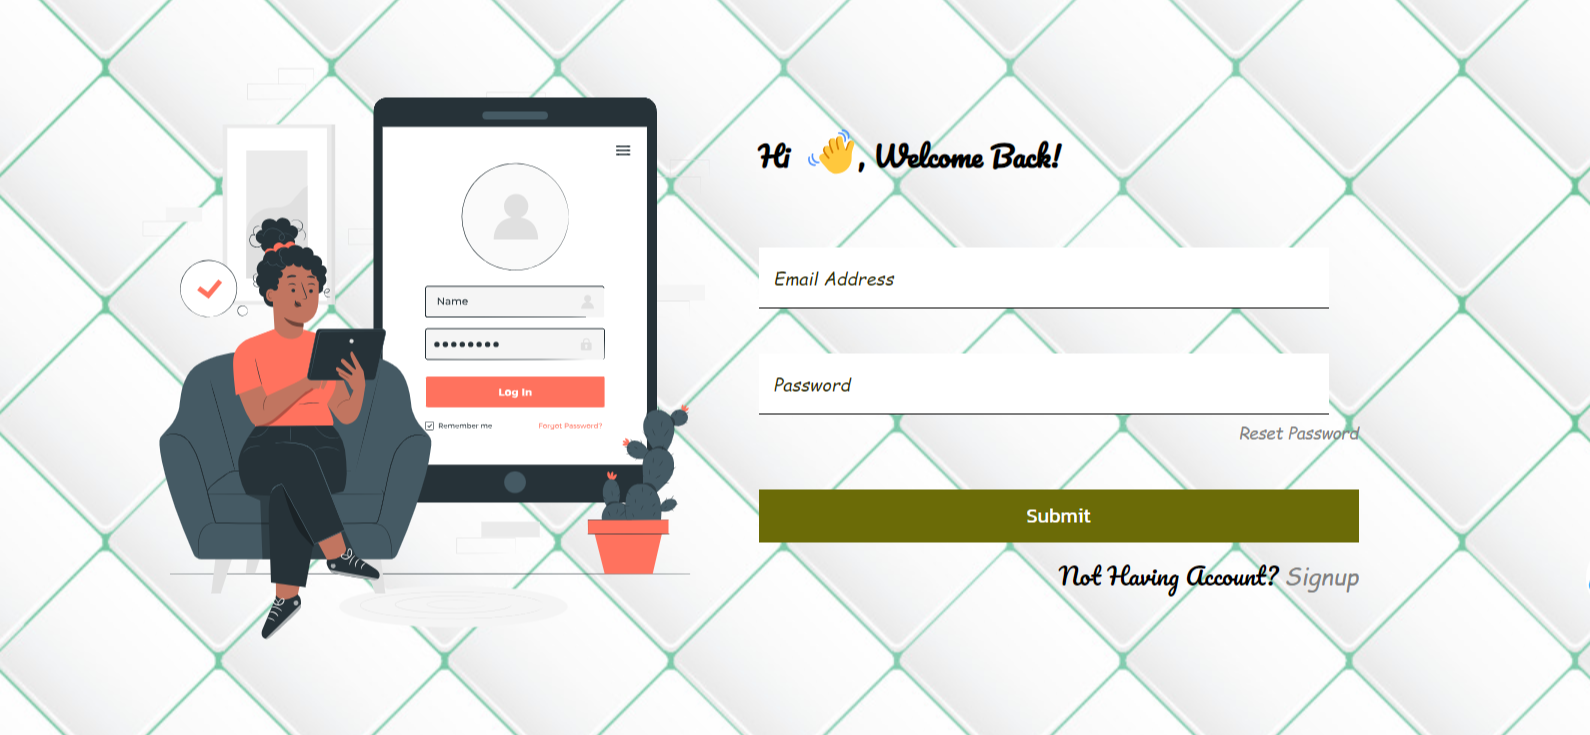 Hi 👋, Welcome Back!
Name
Log In
Remember me
Forgot Password?
Email Address
Password
Reset Password
Submit
Not Having Account? Signup